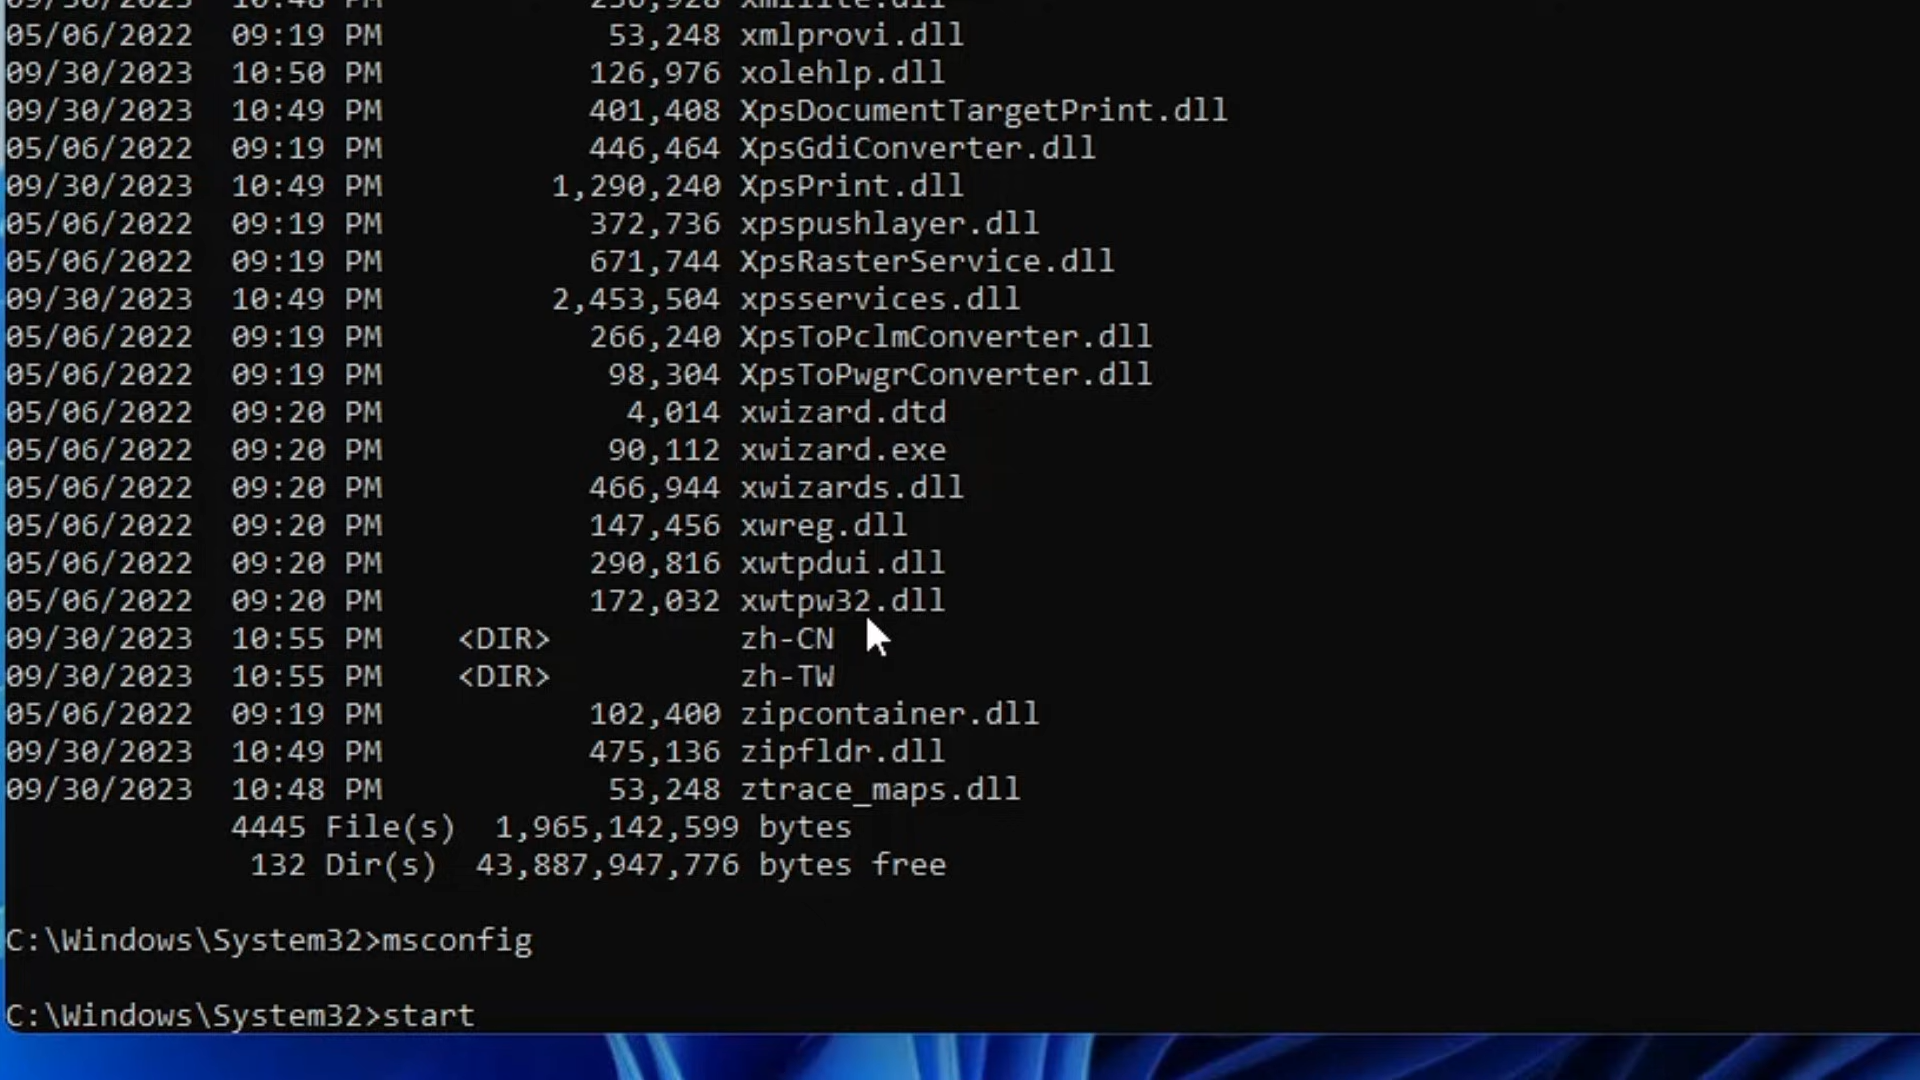 09/30/2023  10:48 PM           256,928 xmllite.dll
05/06/2022  09:19 PM            53,248 xmlprovi.dll
09/30/2023  10:50 PM           126,976 xolehlp.dll
09/30/2023  10:49 PM           401,408 XpsDocumentTargetPrint.dll
05/06/2022  09:19 PM           446,464 XpsGdiConverter.dll
09/30/2023  10:49 PM         1,290,240 XpsPrint.dll
05/06/2022  09:19 PM           372,736 xpspushlayer.dll
05/06/2022  09:19 PM           671,744 XpsRasterService.dll
09/30/2023  10:49 PM         2,453,504 xpsservices.dll
05/06/2022  09:19 PM           266,240 XpsToPclmConverter.dll
05/06/2022  09:19 PM            98,304 XpsToPwgrConverter.dll
05/06/2022  09:20 PM             4,014 xwizard.dtd
05/06/2022  09:20 PM            90,112 xwizard.exe
05/06/2022  09:20 PM           466,944 xwizards.dll
05/06/2022  09:20 PM           147,456 xwreg.dll
05/06/2022  09:20 PM           290,816 xwtpdui.dll
05/06/2022  09:20 PM           172,032 xwtpw32.dll
09/30/2023  10:55 PM    <DIR>          zh-CN
09/30/2023  10:55 PM    <DIR>          zh-TW
05/06/2022  09:19 PM           102,400 zipcontainer.dll
09/30/2023  10:49 PM           475,136 zipfldr.dll
09/30/2023  10:48 PM            53,248 ztrace_maps.dll
4445 File(s)  1,965,142,599 bytes
132 Dir(s)  43,887,947,776 bytes free
C:\Windows\System32>msconfig
C:\Windows\System32>start